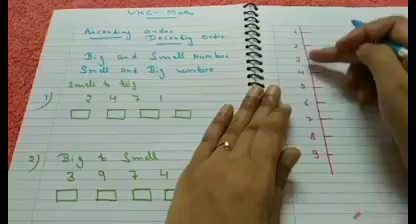 UKG - Maths
Ascending order
Decending order
Big and Small Number
Small and Big number
1) Small to big
2 4 7 1
2) Big to Small
3 9 7 4
1
2
3
4
5
6
7
8
9